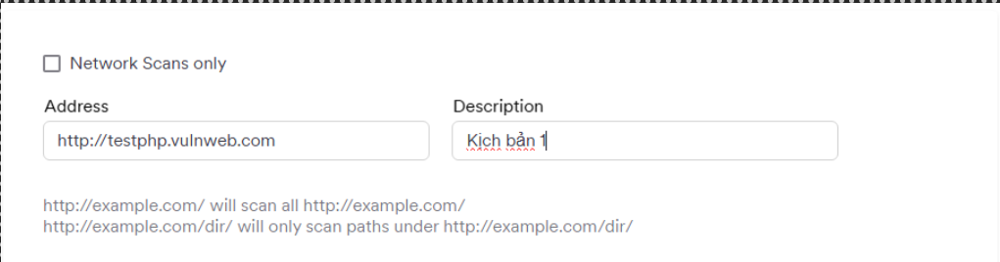 Network Scans only
Address Description
http://testphp.vulnweb.com Kịch bản 1
http://example.com/ will scan all http://example.com/
http://example.com/dir/ will only scan paths under http://example.com/dir/